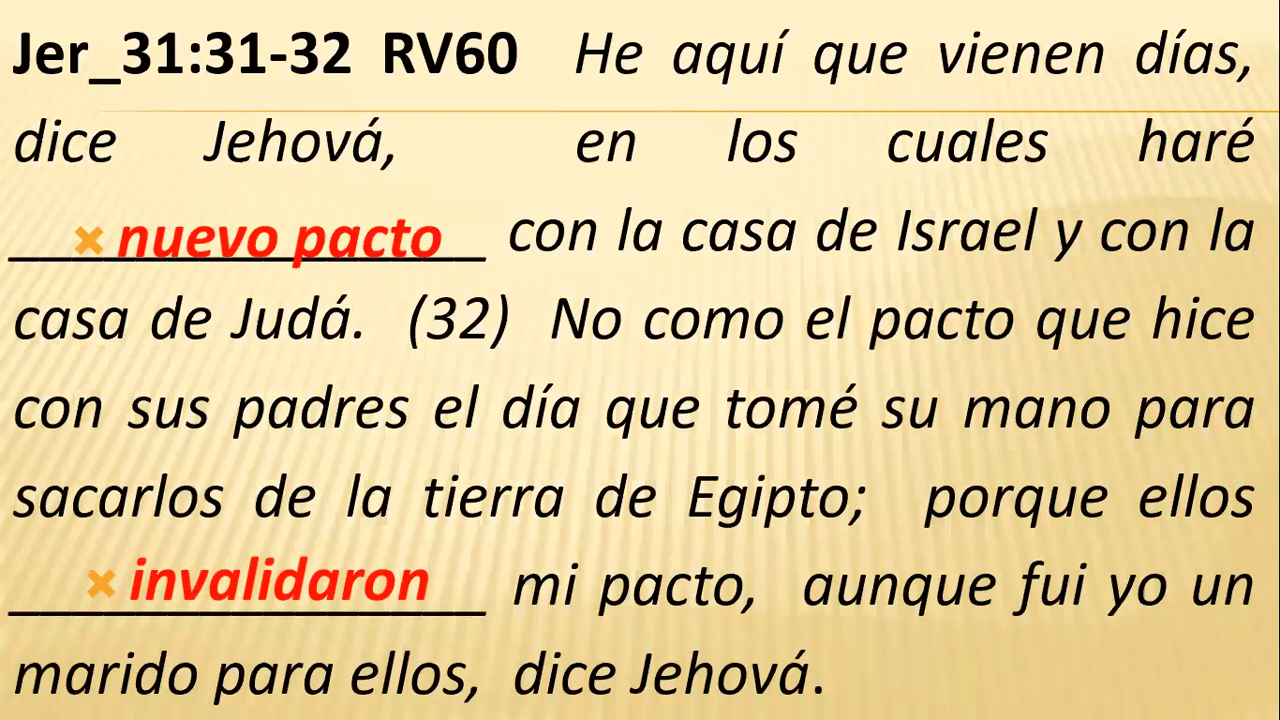 Jer_31:31-32 RV60 He aquí que vienen días,
dice Jehová, en los cuales haré
nuevo pacto con la casa de Israel y con la
casa de Judá. (32) No como el pacto que hice
con sus padres el día que tomé su mano para
sacarlos de la tierra de Egipto; porque ellos
invalidaron mi pacto, aunque fui yo un
marido para ellos, dice Jehová.